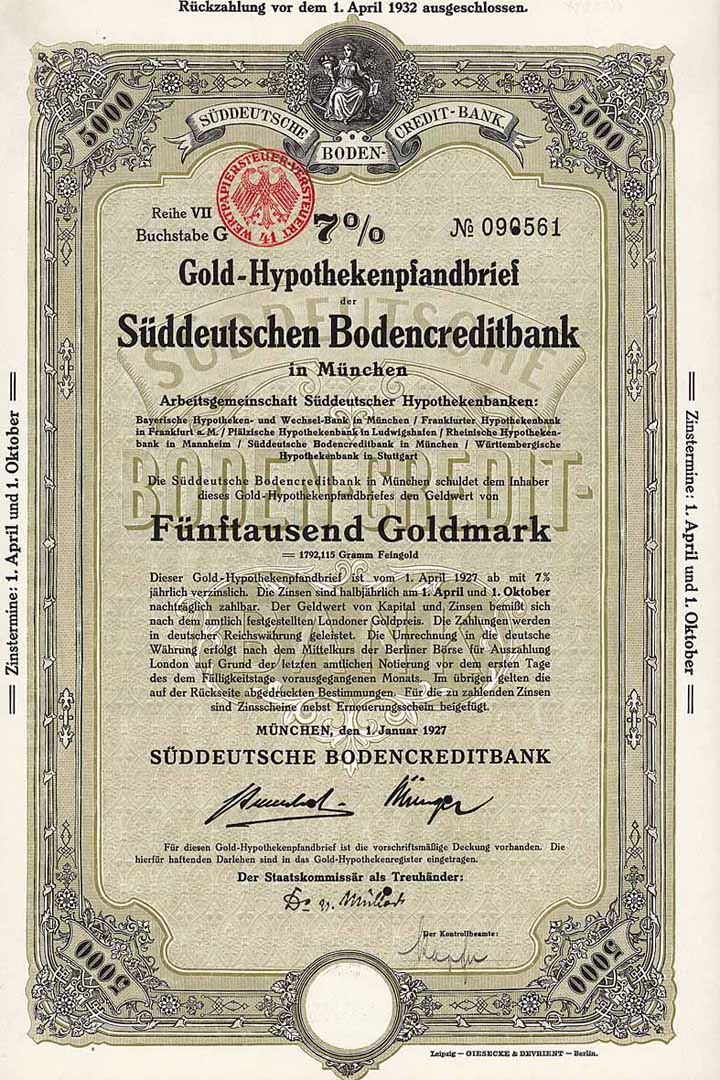 Rückzahlung vor dem 1. April 1932 ausgeschlossen.
5000
5000
SÜDDEUTSCHE BODEN- CREDIT-BANK
WERTPAPIERSTEUER-VERSTEUERT 41
Reihe VII
Buchstabe G
7%
№ 090561
Gold-Hypothekenpfandbrief
der
Süddeutschen Bodencreditbank
in München
Arbeitsgemeinschaft Süddeutscher Hypothekenbanken:
Bayerische Hypotheken- und Wechsel-Bank in München / Frankfurter Hypothekenbank
in Frankfurt a. M. / Pfälzische Hypothekenbank in Ludwigshafen / Rheinische Hypotheken-
bank in Mannheim / Süddeutsche Bodencreditbank in München / Württembergische
Hypothekenbank in Stuttgart
Die Süddeutsche Bodencreditbank in München schuldet dem Inhaber
dieses Gold-Hypothekenpfandbriefes den Geldwert von
Fünftausend Goldmark
= 1792,115 Gramm Feingold
Dieser Gold-Hypothekenpfandbrief ist vom 1. April 1927 ab mit 7%
jährlich verzinslich. Die Zinsen sind halbjährlich am 1. April und 1. Oktober
nachträglich zahlbar. Der Geldwert von Kapital und Zinsen bemißt sich
nach dem amtlich festgestellten Londoner Goldpreis. Die Zahlungen werden
in deutscher Reichswährung geleistet. Die Umrechnung in die deutsche
Währung erfolgt nach dem Mittelkurs der Berliner Börse für Auszahlung
London auf Grund der letzten amtlichen Notierung vor dem ersten Tage
des dem Fälligkeitstage vorausgegangenen Monats. Im übrigen gelten die
auf der Rückseite abgedruckten Bestimmungen. Für die zu zahlenden Zinsen
sind Zinsscheine nebst Erneuerungsschein beigefügt.
MÜNCHEN, den 1. Januar 1927
SÜDDEUTSCHE BODENCREDITBANK
Für diesen Gold-Hypothekenpfandbrief ist die vorschriftsmäßige Deckung vorhanden. Die
hierfür haftenden Darlehen sind in das Gold-Hypothekenregister eingetragen.
Der Staatskommissär als Treuhänder:
Der Kontrollbeamte:
5000
5000
Leipzig — GIESECKE & DEVRIENT — Berlin.
= Zinstermine: 1. April und 1. Oktober =
= Zinstermine: 1. April und 1. Oktober =
SÜDDEUTSCHE
BODENCREDIT-